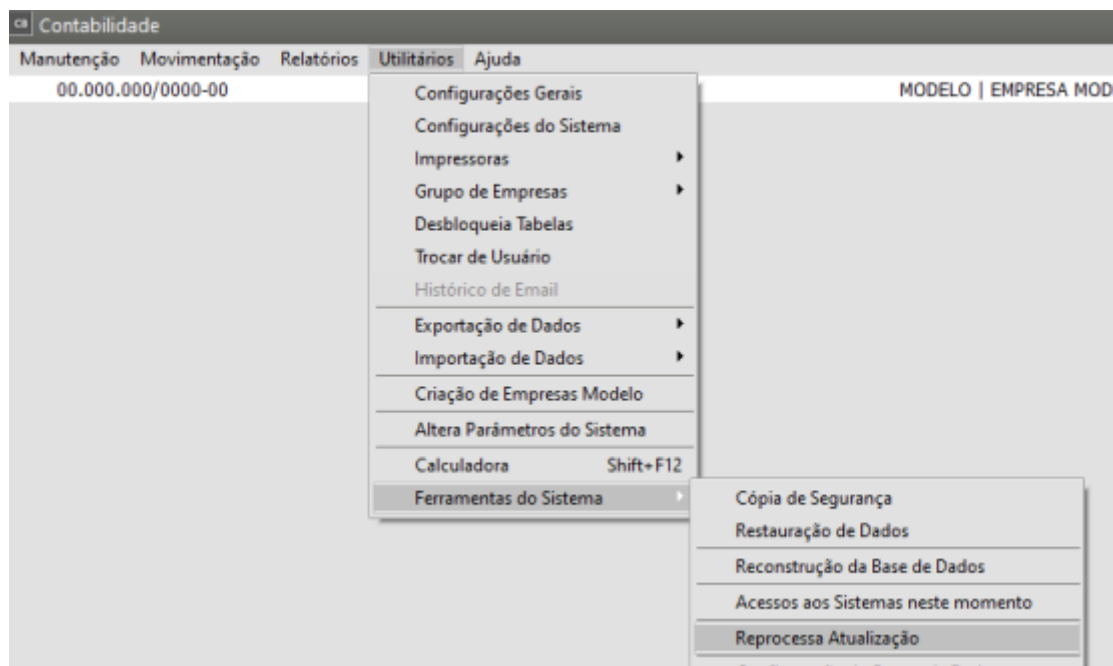 CB Contabilidade
Manutenção Movimentação Relatórios Utilitários Ajuda
00.000.000/0000-00 MODELO | EMPRESA MOD
Configurações Gerais
Configurações do Sistema
Impressoras
Grupo de Empresas
Desbloqueia Tabelas
Trocar de Usuário
Histórico de Email
Exportação de Dados
Importação de Dados
Criação de Empresas Modelo
Altera Parâmetros do Sistema
Calculadora Shift+F12
Ferramentas do Sistema
Cópia de Segurança
Restauração de Dados
Reconstrução da Base de Dados
Acessos aos Sistemas neste momento
Reprocessa Atualização